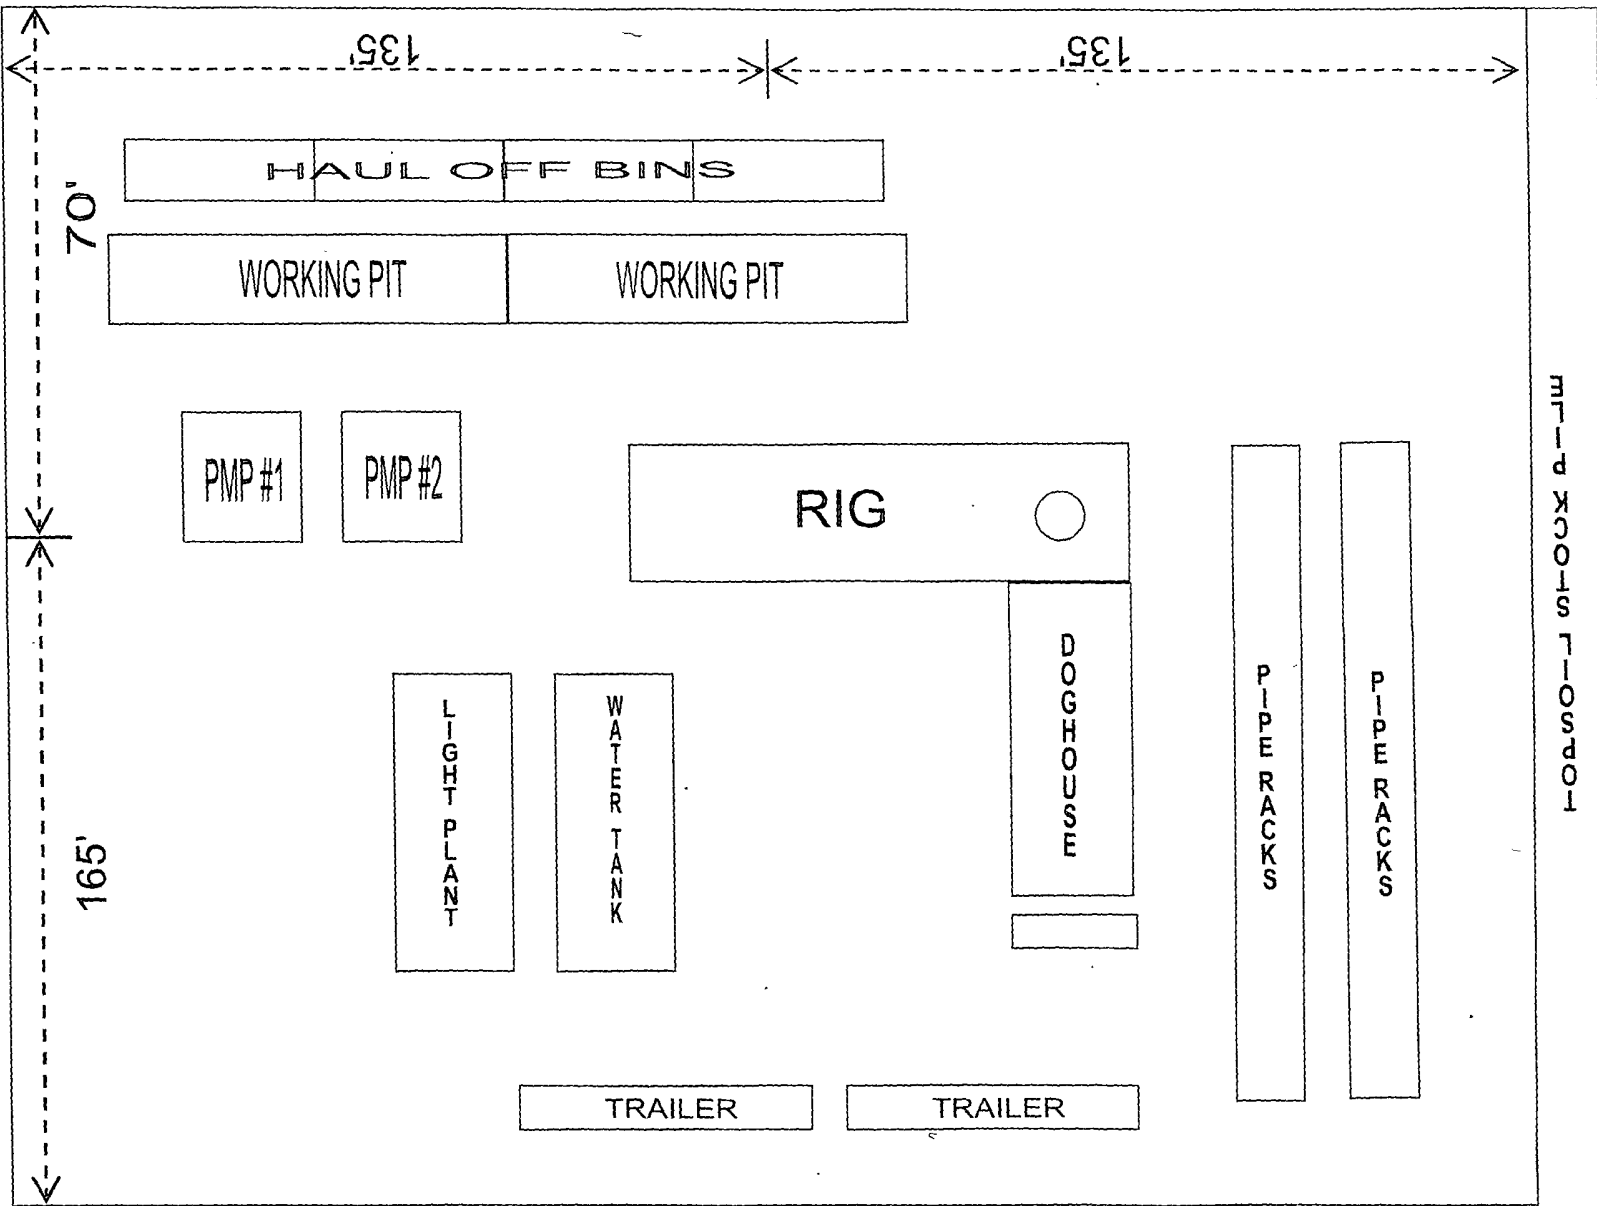 135'
135'
HAUL OFF BINS
70'
WORKING PIT
WORKING PIT
PMP #1
PMP #2
RIG
TOPSOIL STOCK PILE
DOGHOUSE
PIPE RACKS
PIPE RACKS
LIGHT PLANT
WATER TANK
165'
TRAILER
TRAILER